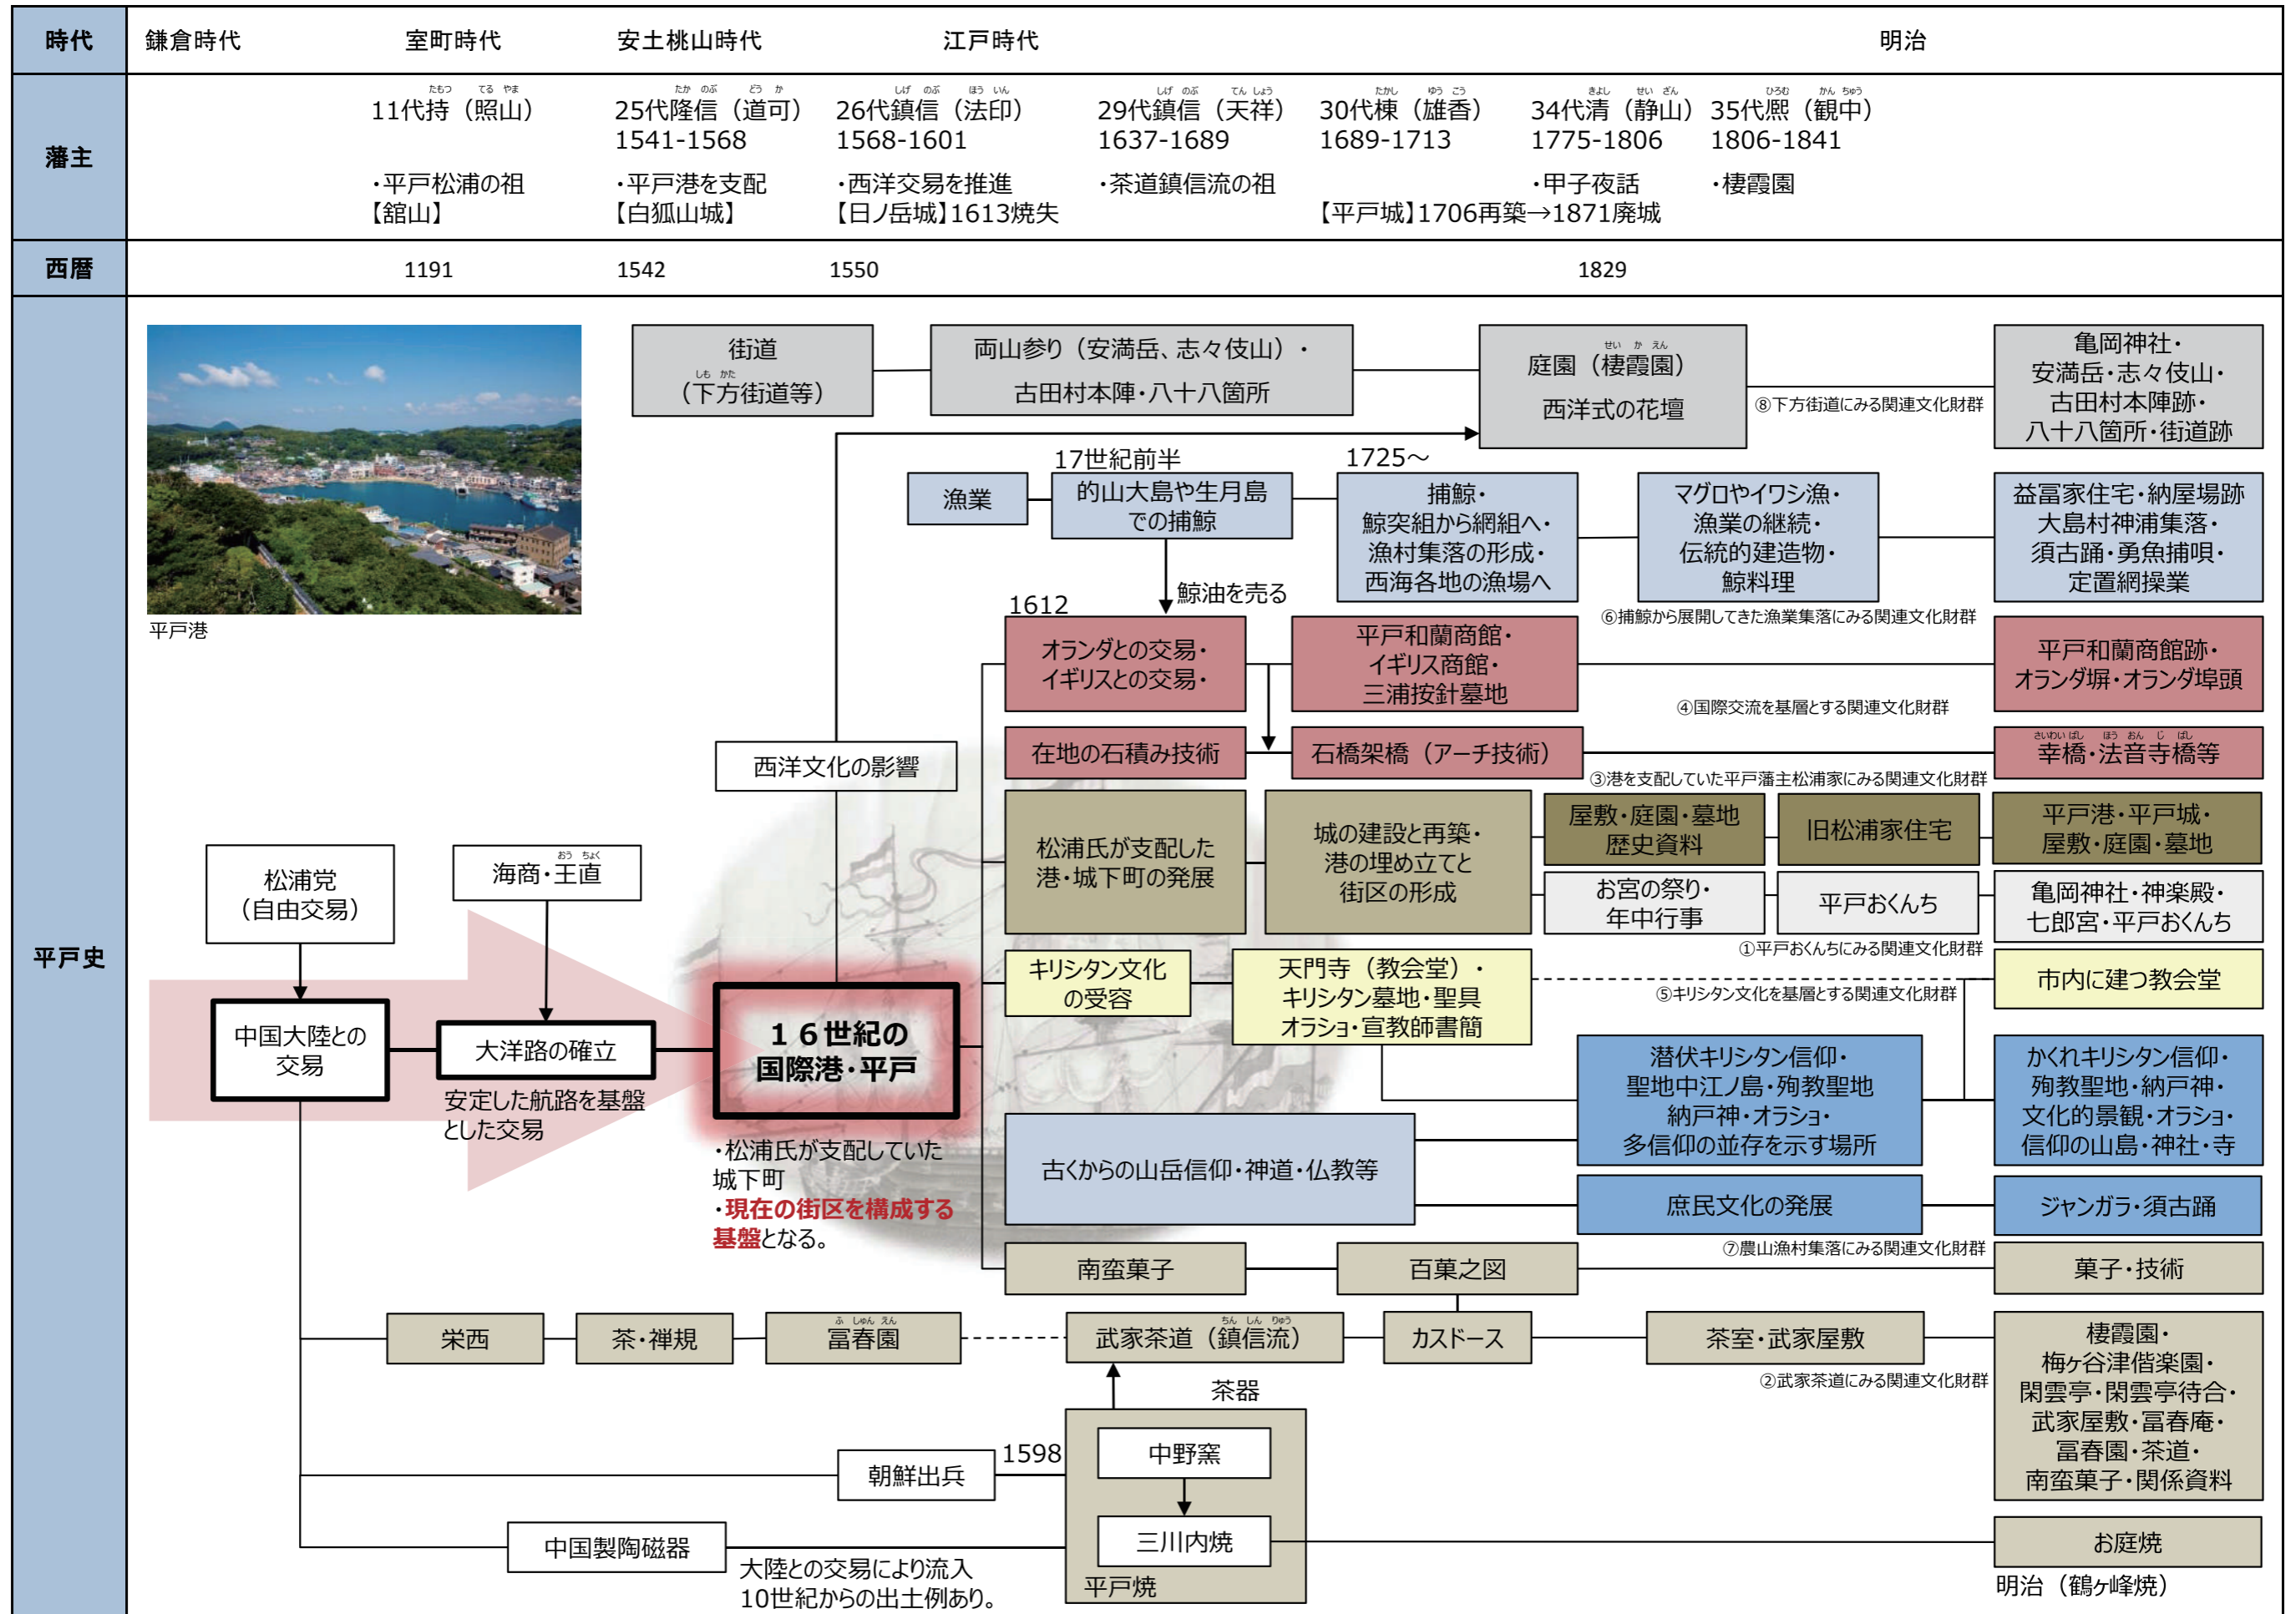 時代
鎌倉時代
室町時代
安土桃山時代
江戸時代
明治
藩主
たもつ てるやま
11代持（照山）
・平戸松浦の祖
【舘山】
たかのぶ どうか
25代隆信（道可）
1541-1568
・平戸港を支配
【白狐山城】
しげのぶ ほういん
26代鎮信（法印）
1568-1601
・西洋交易を推進
【日ノ岳城】1613焼失
しげのぶ てんしょう
29代鎮信（天祥）
1637-1689
・茶道鎮信流の祖
たかし ゆうこう
30代棟（雄香）
1689-1713
【平戸城】1706再築→1871廃城
きよし せいざん
34代清（静山）
1775-1806
・甲子夜話
ひろむ かんちゅう
35代熈（観中）
1806-1841
・棲霞園
西暦
1191
1542
1550
1829
平戸史
平戸港
街道
しもかた
（下方街道等）
両山参り（安満岳、志々伎山）・
古田村本陣・八十八箇所
せいかえん
庭園（棲霞園）
西洋式の花壇
⑧下方街道にみる関連文化財群
亀岡神社・
安満岳・志々伎山・
古田村本陣跡・
八十八箇所・街道跡
漁業
17世紀前半
的山大島や生月島
での捕鯨
1725～
捕鯨・
鯨突組から網組へ・
漁村集落の形成・
西海各地の漁場へ
マグロやイワシ漁・
漁業の継続・
伝統的建造物・
鯨料理
益冨家住宅・納屋場跡
大島村神浦集落・
須古踊・勇魚捕唄・
定置網操業
⑥捕鯨から展開してきた漁業集落にみる関連文化財群
鯨油を売る
1612
オランダとの交易・
イギリスとの交易・
平戸和蘭商館・
イギリス商館・
三浦按針墓地
平戸和蘭商館跡・
オランダ塀・オランダ埠頭
④国際交流を基層とする関連文化財群
西洋文化の影響
在地の石積み技術
石橋架橋（アーチ技術）
さいわいばし ほうおんじばし
幸橋・法音寺橋等
③港を支配していた平戸藩主松浦家にみる関連文化財群
松浦氏が支配した
港・城下町の発展
城の建設と再築・
港の埋め立てと
街区の形成
屋敷・庭園・墓地
歴史資料
旧松浦家住宅
平戸港・平戸城・
屋敷・庭園・墓地
お宮の祭り・
年中行事
平戸おくんち
亀岡神社・神楽殿・
七郎宮・平戸おくんち
①平戸おくんちにみる関連文化財群
松浦党
（自由交易）
おうちょく
海商・王直
中国大陸との
交易
大洋路の確立
安定した航路を基盤
とした交易
１６世紀の
国際港・平戸
・松浦氏が支配していた
城下町
・現在の街区を構成する
基盤となる。
キリシタン文化
の受容
天門寺（教会堂）・
キリシタン墓地・聖具
オラショ・宣教師書簡
市内に建つ教会堂
⑤キリシタン文化を基層とする関連文化財群
潜伏キリシタン信仰・
聖地中江ノ島・殉教聖地
納戸神・オラショ・
多信仰の並存を示す場所
かくれキリシタン信仰・
殉教聖地・納戸神・
文化的景観・オラショ・
信仰の山島・神社・寺
古くからの山岳信仰・神道・仏教等
庶民文化の発展
ジャンガラ・須古踊
⑦農山漁村集落にみる関連文化財群
南蛮菓子
百菓之図
菓子・技術
栄西
茶・禅規
ふしゅんえん
冨春園
ちんしんりゅう
武家茶道（鎮信流）
カスドース
茶室・武家屋敷
②武家茶道にみる関連文化財群
棲霞園・
梅ヶ谷津偕楽園・
閑雲亭・閑雲亭待合・
武家屋敷・冨春庵・
冨春園・茶道・
南蛮菓子・関係資料
茶器
朝鮮出兵
1598
中野窯
三川内焼
平戸焼
中国製陶磁器
大陸との交易により流入
10世紀からの出土例あり。
お庭焼
明治（鶴ヶ峰焼）